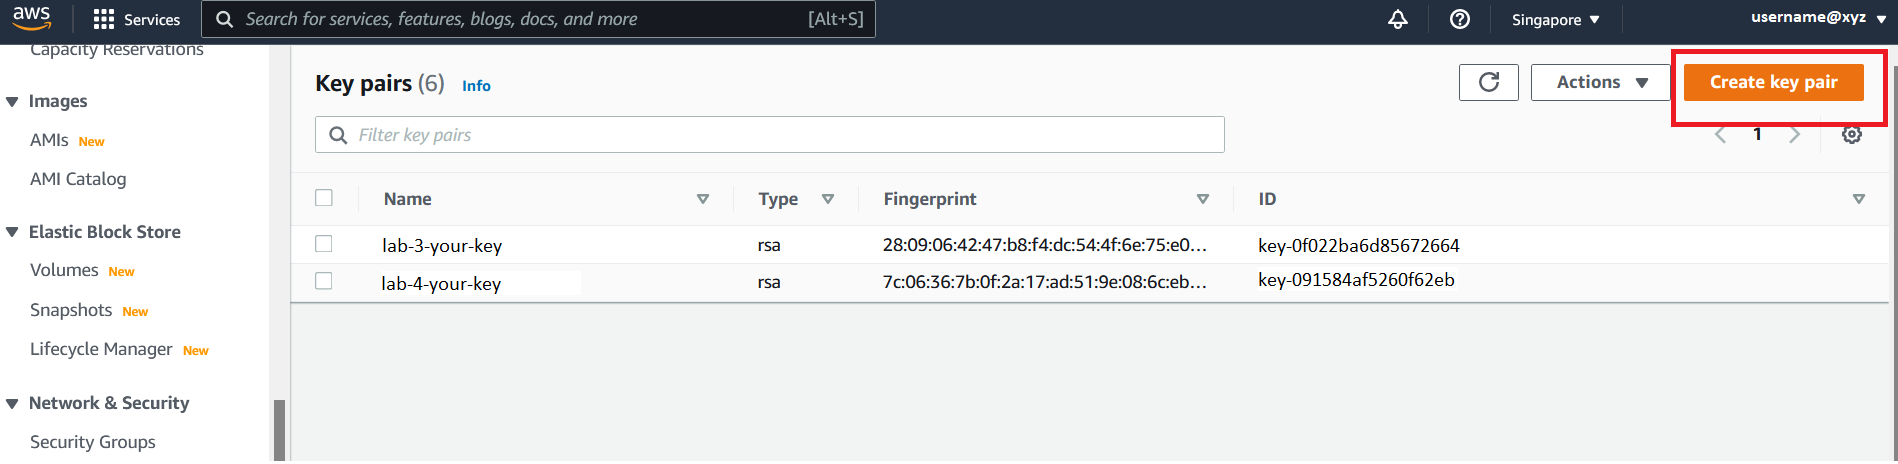 aws Services Search for services, features, blogs, docs, and more [Alt+S] Singapore username@xyz
Capacity Reservations
Images
AMIs New
AMI Catalog
Elastic Block Store
Volumes New
Snapshots New
Lifecycle Manager New
Network & Security
Security Groups
Key pairs (6) Info Actions Create key pair
Filter key pairs 1
Name Type Fingerprint ID
lab-3-your-key rsa 28:09:06:42:47:b8:f4:dc:54:4f:6e:75:e0... key-0f022ba6d85672664
lab-4-your-key rsa 7c:06:36:7b:0f:2a:17:ad:51:9e:08:6c:eb... key-091584af5260f62eb